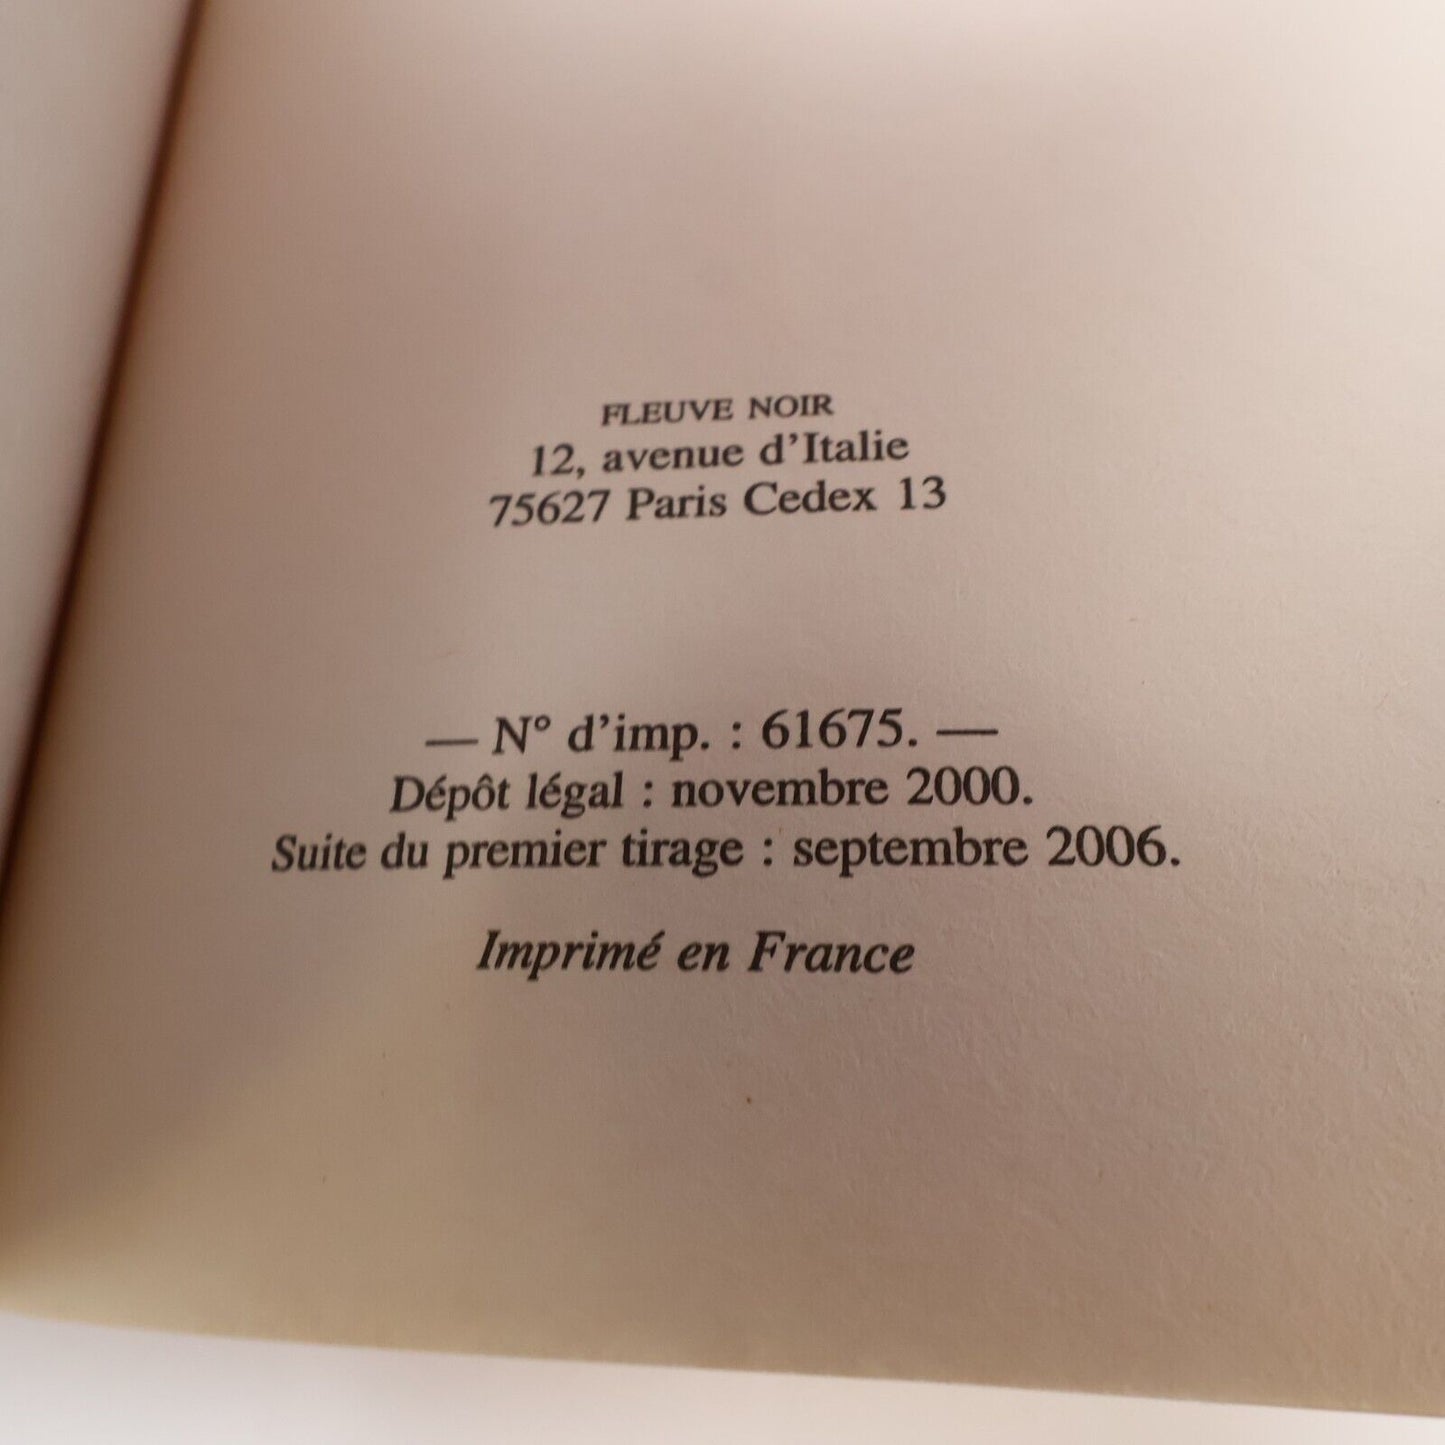 FLEUVE NOIR
12, avenue d'Italie
75627 Paris Cedex 13
— N° d'imp. : 61675. —
Dépôt légal : novembre 2000.
Suite du premier tirage : septembre 2006.
Imprimé en France